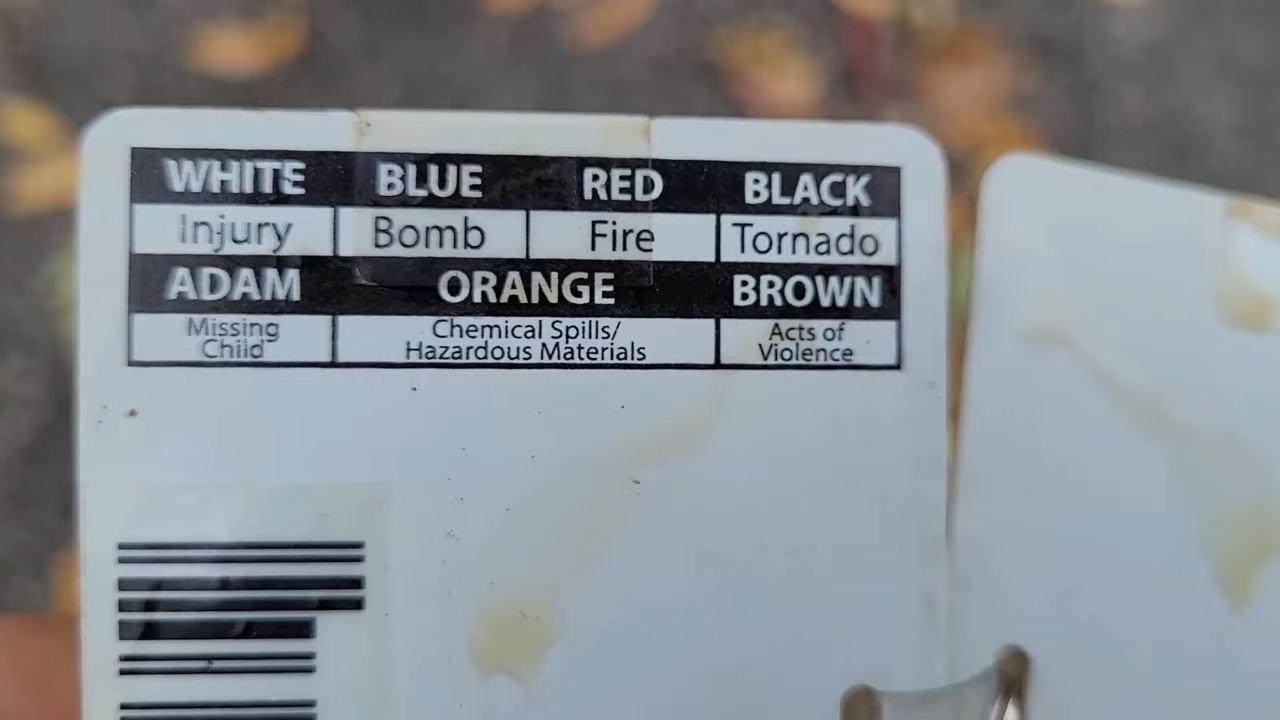 WHITE BLUE RED BLACK
Injury Bomb Fire Tornado
ADAM ORANGE BROWN
Missing Child Chemical Spills/ Hazardous Materials Acts of Violence